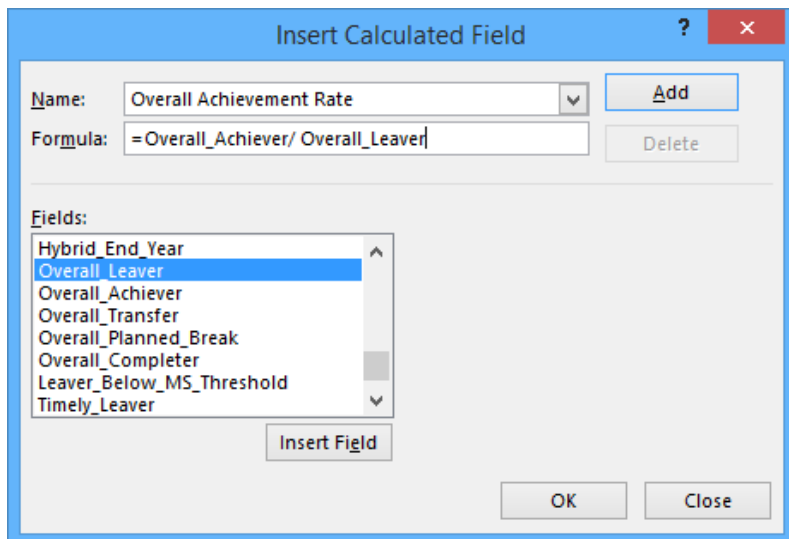 Insert Calculated Field ? ×
Name: Overall Achievement Rate Add
Formula: =Overall_Achiever/ Overall_Leaver Delete
Fields:
Hybrid_End_Year
Overall_Leaver
Overall_Achiever
Overall_Transfer
Overall_Planned_Break
Overall_Completer
Leaver_Below_MS_Threshold
Timely_Leaver
Insert Field
OK Close